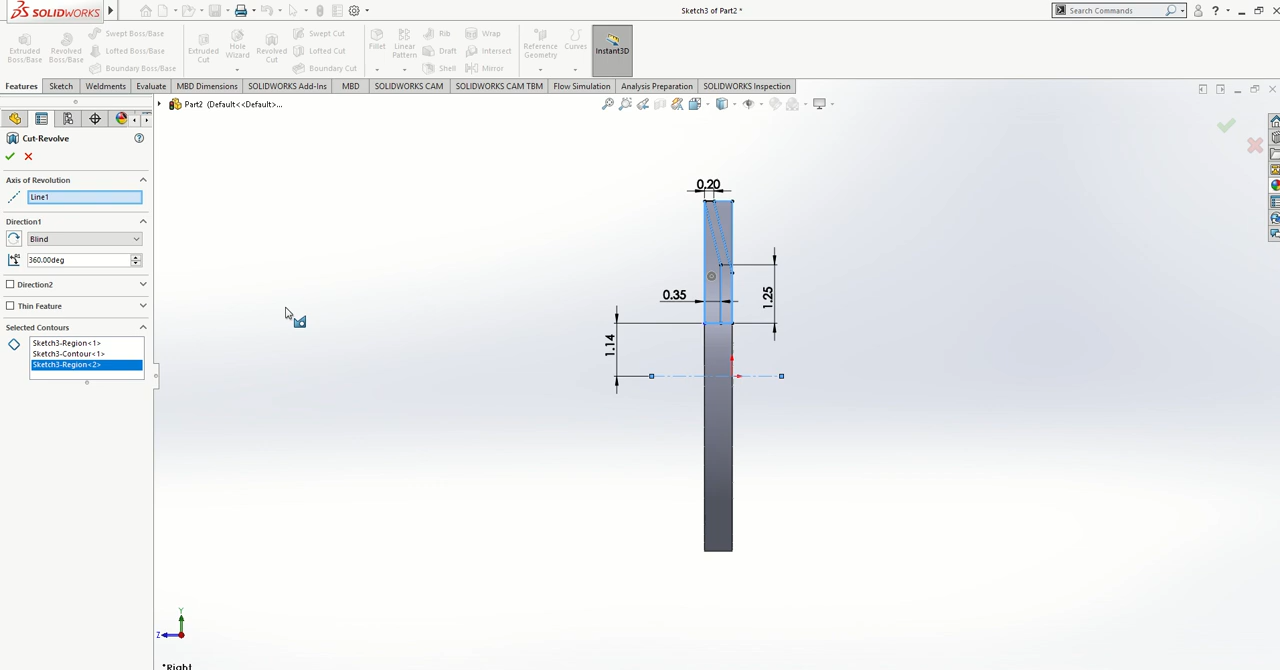 SOLIDWORKS
Sketch3 of Part2 *
Search Commands
?
Extruded
Boss/Base
Revolved
Boss/Base
Swept Boss/Base
Lofted Boss/Base
Boundary Boss/Base
Extruded
Cut
Hole
Wizard
Revolved
Cut
Swept Cut
Lofted Cut
Boundary Cut
Fillet
Linear
Pattern
Rib
Draft
Shell
Wrap
Intersect
Mirror
Reference
Geometry
Curves
Instant3D
Features
Sketch
Weldments
Evaluate
MBD Dimensions
SOLIDWORKS Add-Ins
MBD
SOLIDWORKS CAM
SOLIDWORKS CAM TBM
Flow Simulation
Analysis Preparation
SOLIDWORKS Inspection
Part2 (Default<<Default>...
Cut-Revolve
?
Axis of Revolution
Line1
Direction1
Blind
360.00deg
Direction2
Thin Feature
Selected Contours
Sketch3-Region<1>
Sketch3-Contour<1>
Sketch3-Region<2>
0.20
0.35
1.25
1.14
Y
Z
*Right